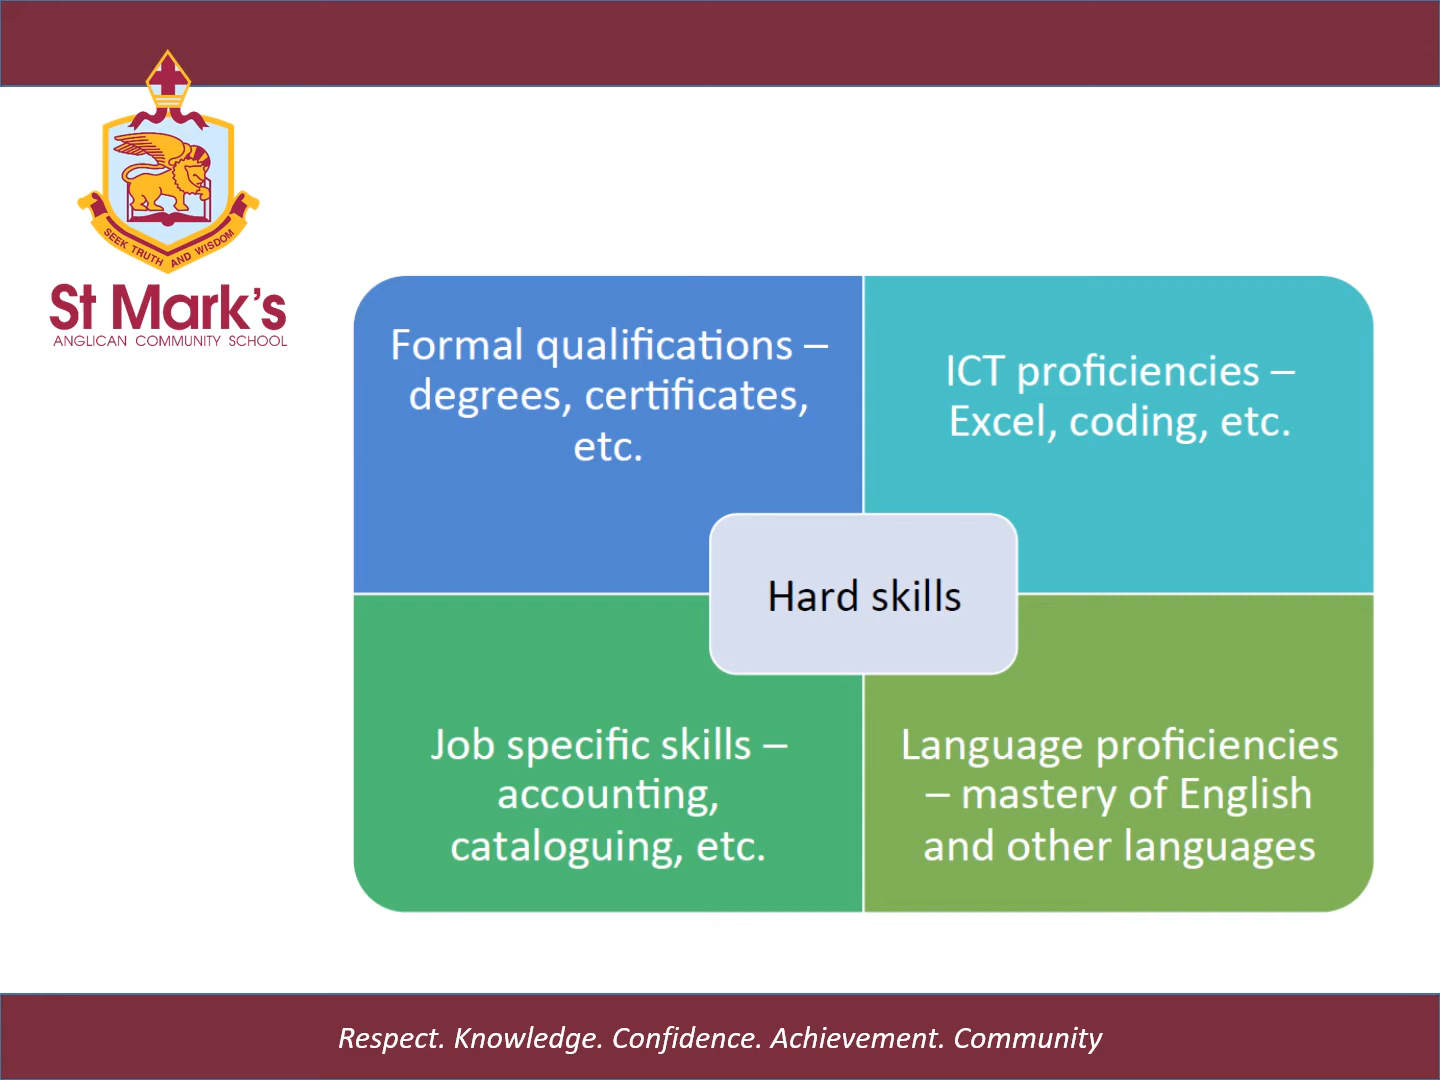 SEEK TRUTH AND WISDOM
St Mark's
ANGLICAN COMMUNITY SCHOOL
Formal qualifications –
degrees, certificates,
etc.
ICT proficiencies –
Excel, coding, etc.
Hard skills
Job specific skills –
accounting,
cataloguing, etc.
Language proficiencies
– mastery of English
and other languages
Respect. Knowledge. Confidence. Achievement. Community